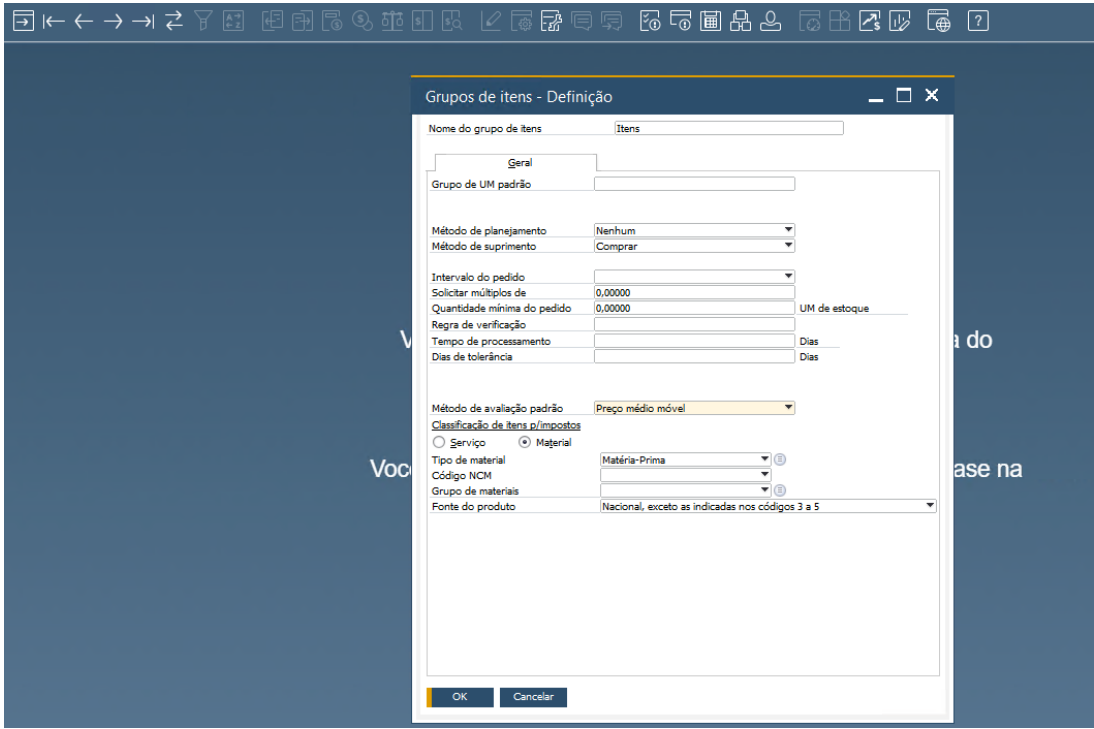 Grupos de itens - Definição
Nome do grupo de itens Itens
Geral
Grupo de UM padrão
Método de planejamento Nenhum
Método de suprimento Comprar
Intervalo do pedido
Solicitar múltiplos de 0,00000
Quantidade mínima do pedido 0,00000 UM de estoque
Regra de verificação
Tempo de processamento Dias
Dias de tolerância Dias
do
Método de avaliação padrão Preço médio móvel
Classificação de itens p/impostos
Serviço Material
Tipo de material Matéria-Prima
Código NCM
Grupo de materiais
Fonte do produto Nacional, exceto as indicadas nos códigos 3 a 5
na
OK Cancelar